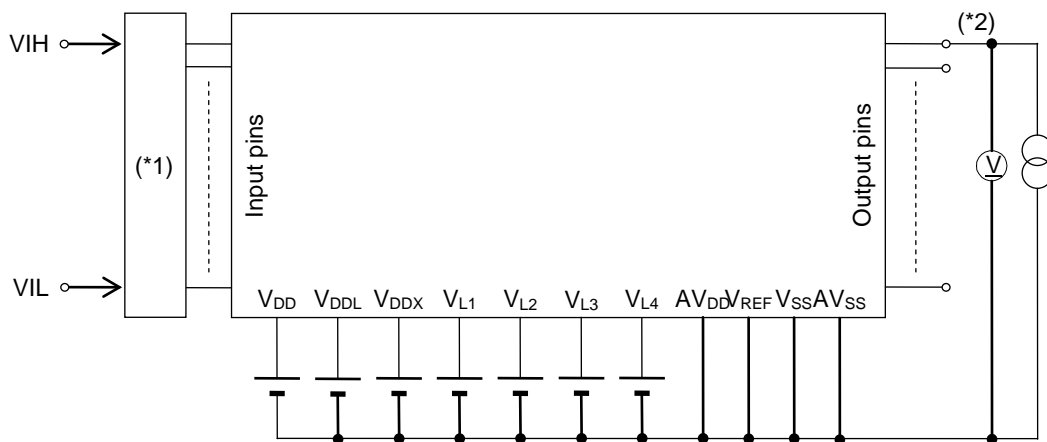 (*2)
VIH
(*1)
Input pins
Output pins
V
VIL
VDD VDDL VDDX VL1 VL2 VL3 VL4 AVDD VREF VSS AVSS